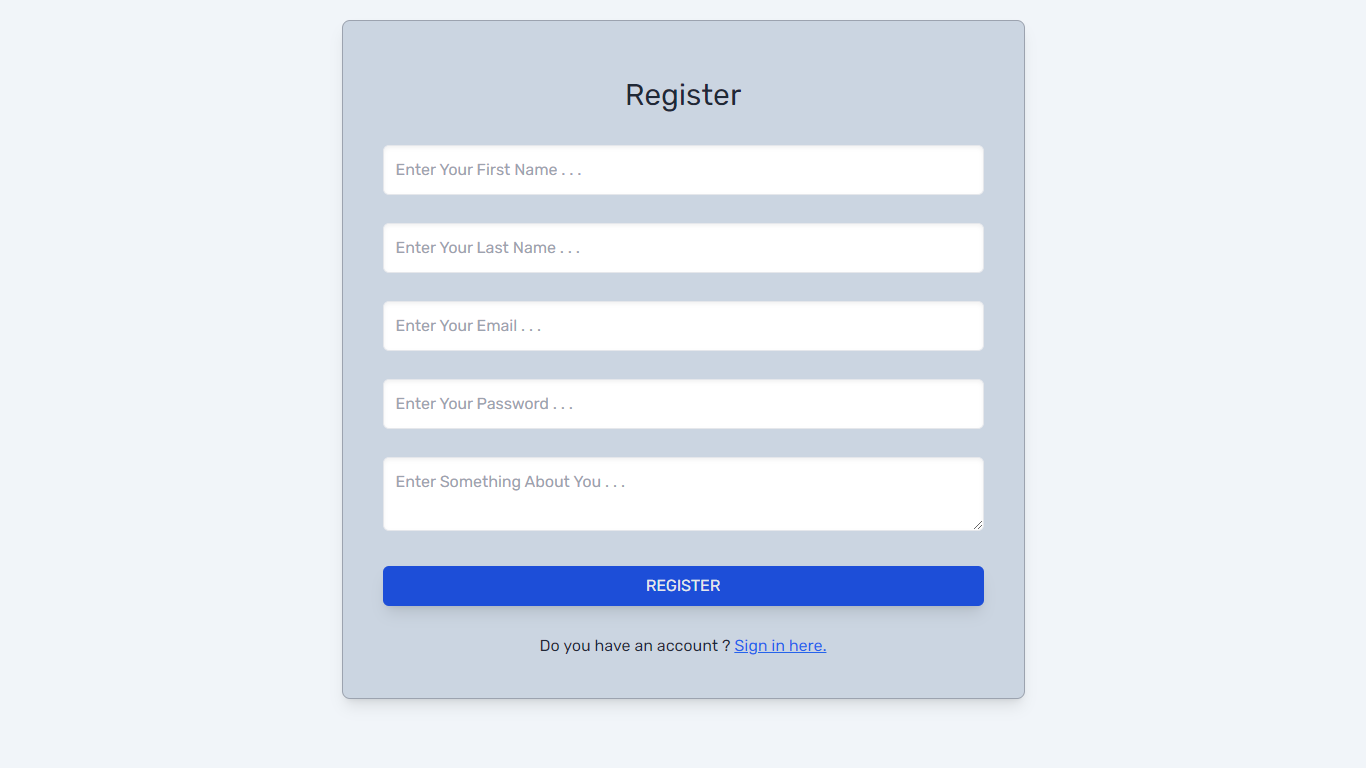 Register
Enter Your First Name . . .
Enter Your Last Name . . .
Enter Your Email . . .
Enter Your Password . . .
Enter Something About You . . .
REGISTER
Do you have an account ? Sign in here.